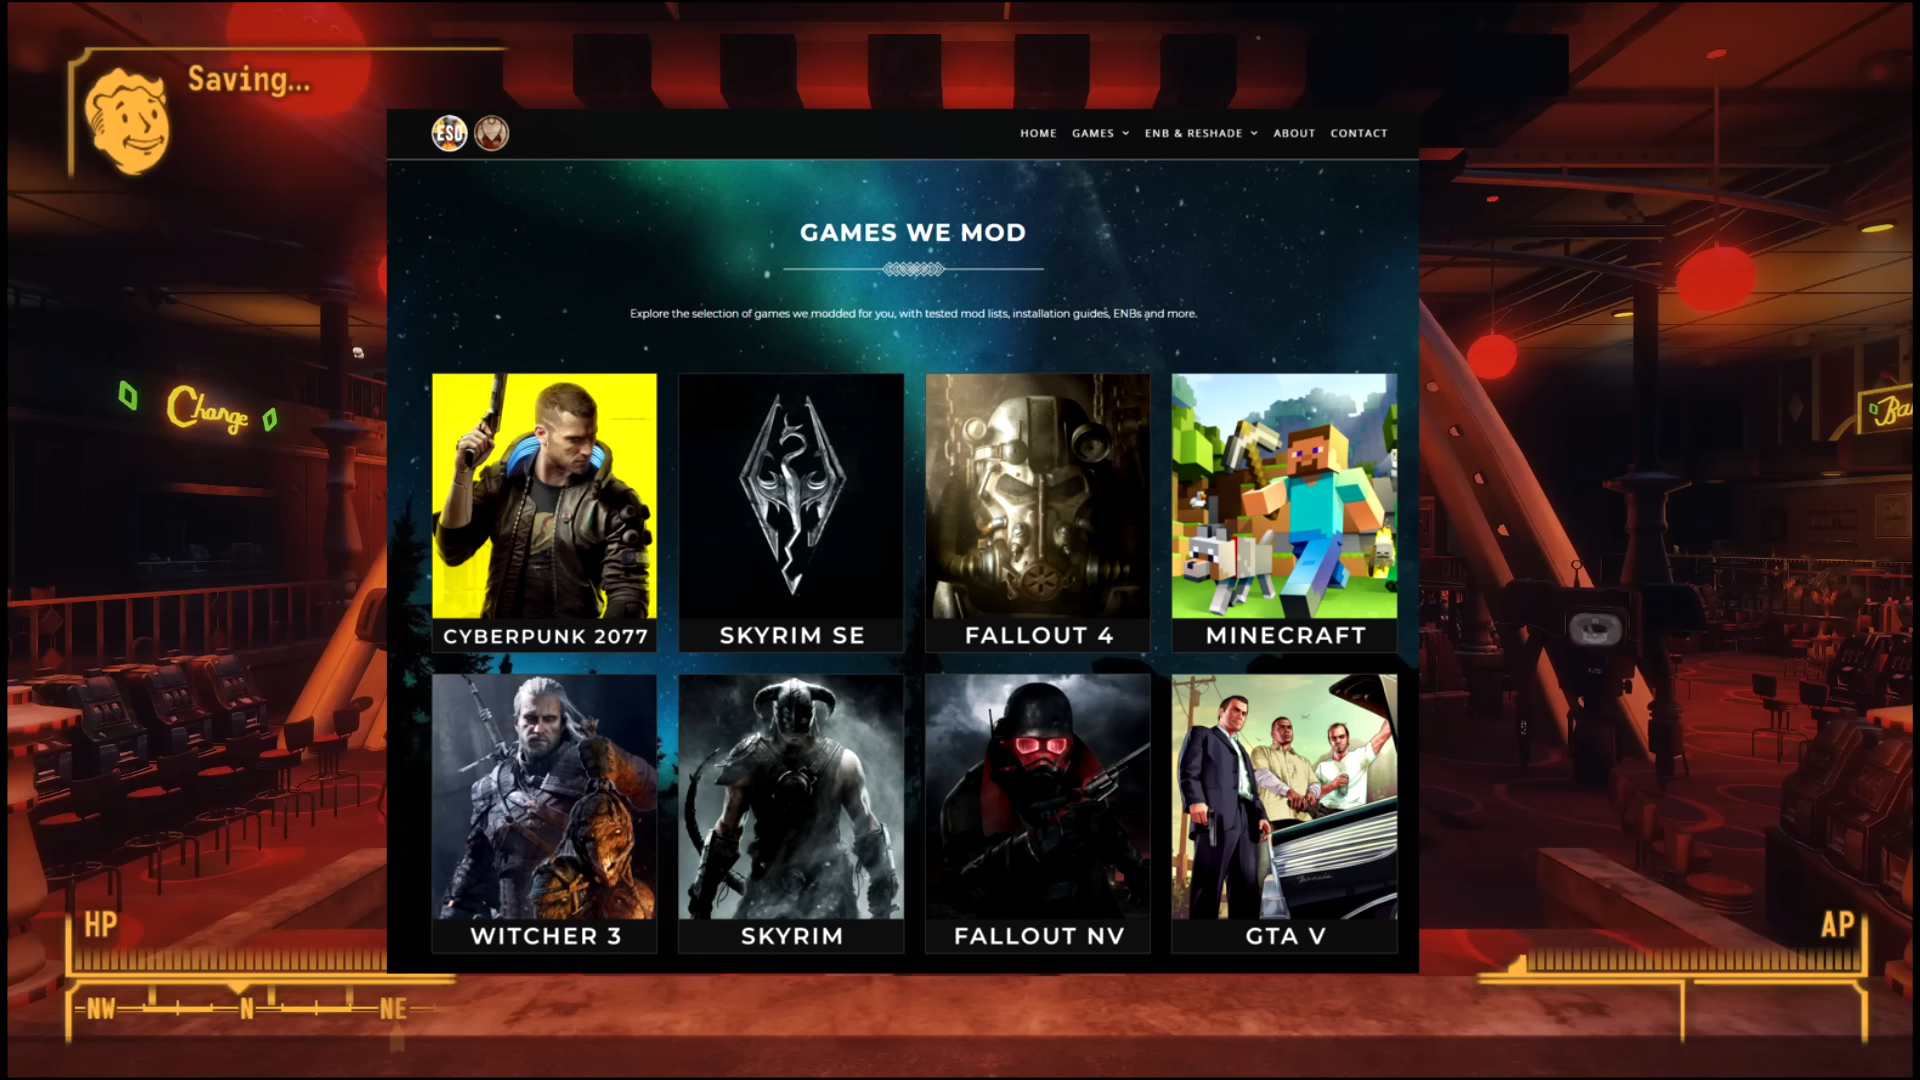 Saving...
ESO
HOME GAMES ENB & RESHADE ABOUT CONTACT
GAMES WE MOD
Explore the selection of games we modded for you, with tested mod lists, installation guides, ENBs and more.
Change
CYBERPUNK 2077
SKYRIM SE
FALLOUT 4
MINECRAFT
WITCHER 3
SKYRIM
FALLOUT NV
GTA V
HP
AP
NW N NE